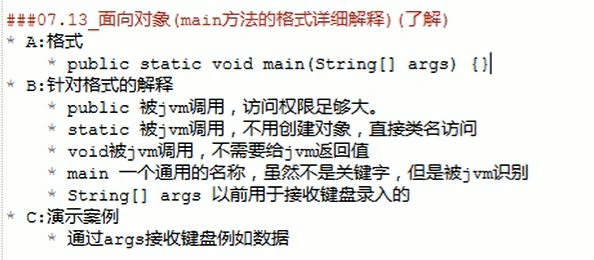 ###07.13_面向对象(main方法的格式详细解释)(了解)
* A:格式
* public static void main(String[] args) {}
* B:针对格式的解释
* public 被jvm调用，访问权限足够大。
* static 被jvm调用，不用创建对象，直接类名访问
* void被jvm调用，不需要给jvm返回值
* main 一个通用的名称，虽然不是关键字，但是被jvm识别
* String[] args 以前用于接收键盘录入的
* C:演示案例
* 通过args接收键盘例如数据